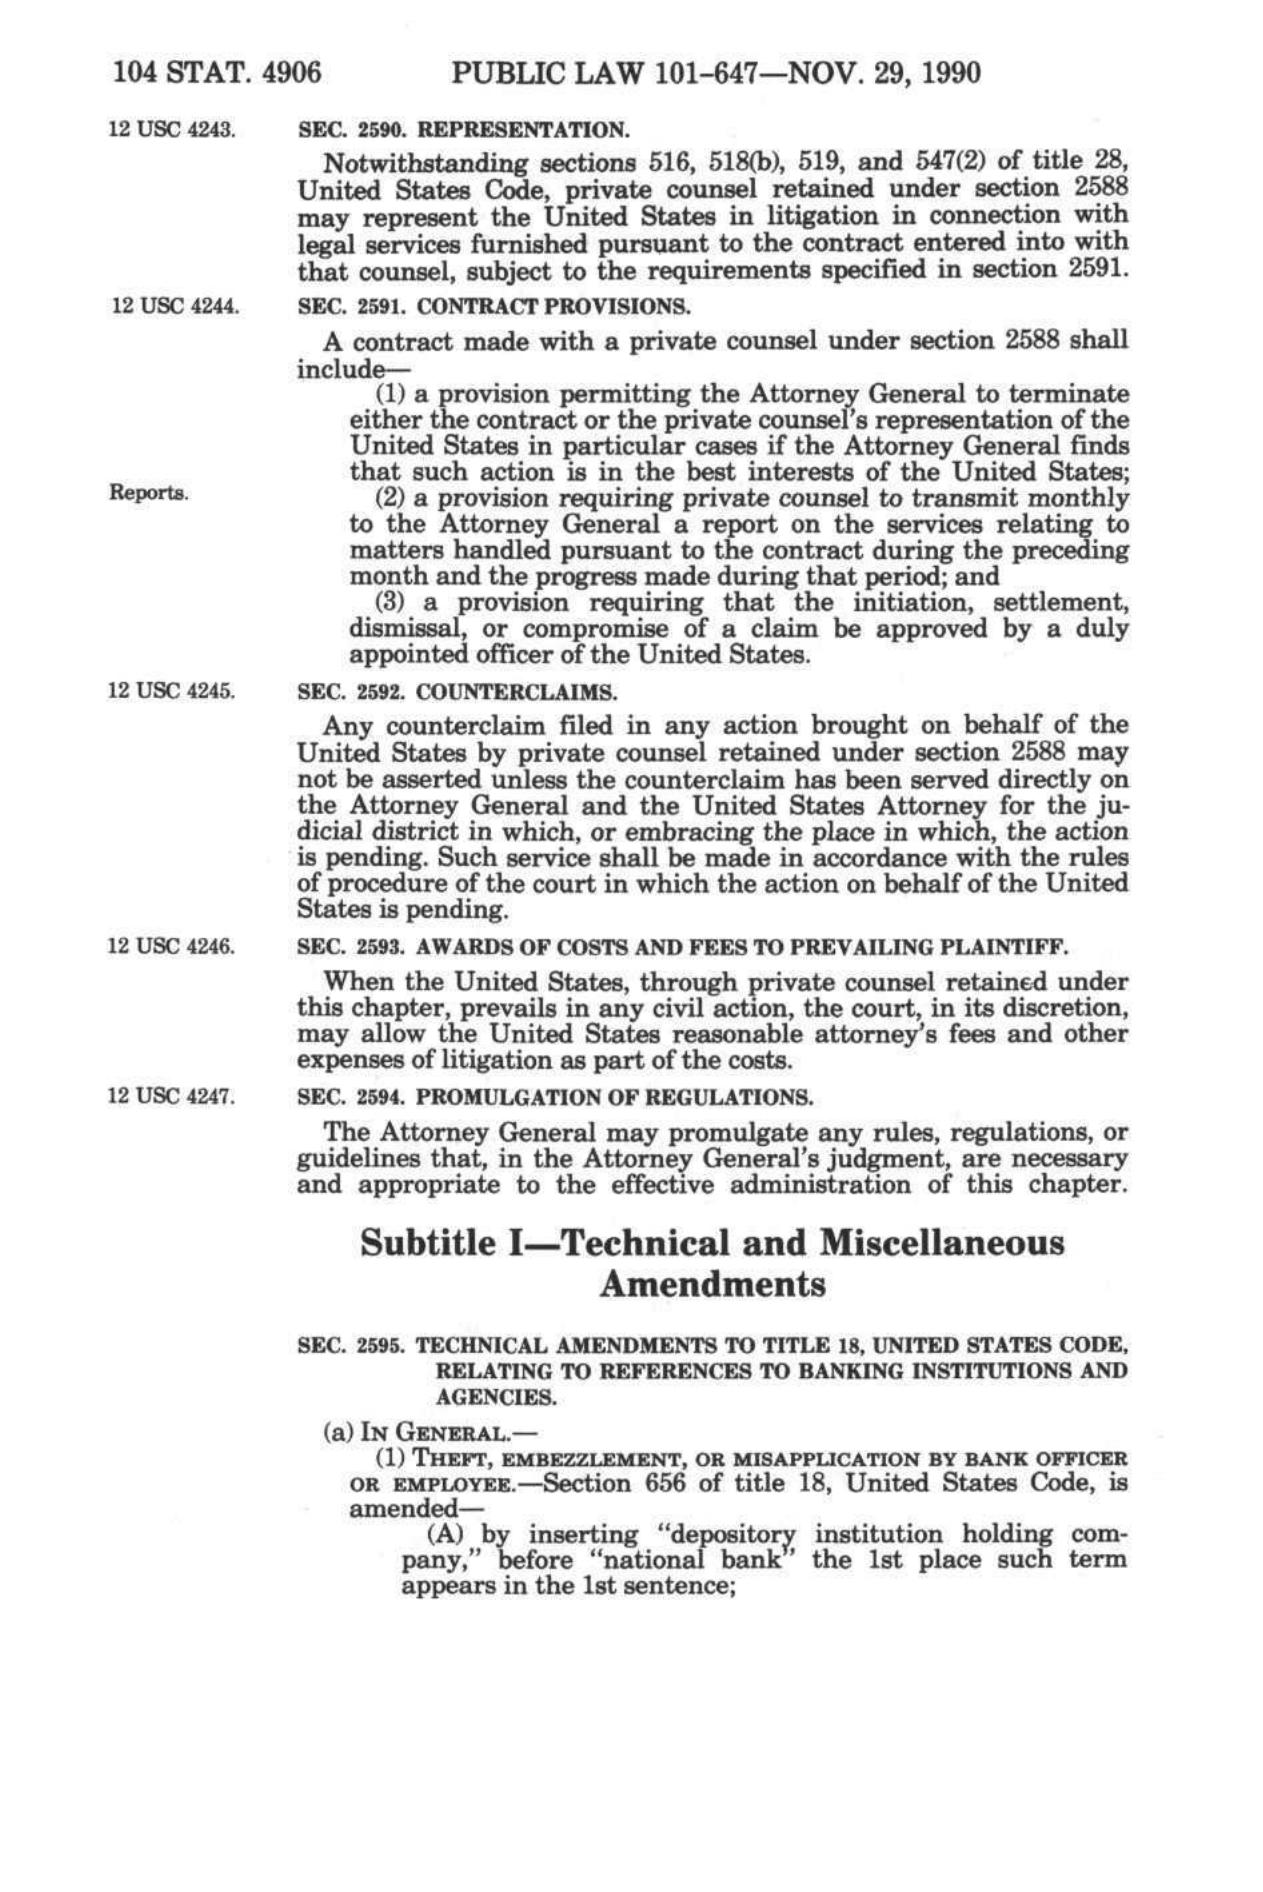 104 STAT. 4906 PUBLIC LAW 101–647—NOV. 29, 1990
12 USC 4243. SEC. 2590. REPRESENTATION.
Notwithstanding sections 516, 518(b), 519, and 547(2) of title 28,
United States Code, private counsel retained under section 2588
may represent the United States in litigation in connection with
legal services furnished pursuant to the contract entered into with
that counsel, subject to the requirements specified in section 2591.
12 USC 4244. SEC. 2591. CONTRACT PROVISIONS.
A contract made with a private counsel under section 2588 shall
include—
(1) a provision permitting the Attorney General to terminate
either the contract or the private counsel's representation of the
United States in particular cases if the Attorney General finds
that such action is in the best interests of the United States;
Reports. (2) a provision requiring private counsel to transmit monthly
to the Attorney General a report on the services relating to
matters handled pursuant to the contract during the preceding
month and the progress made during that period; and
(3) a provision requiring that the initiation, settlement,
dismissal, or compromise of a claim be approved by a duly
appointed officer of the United States.
12 USC 4245. SEC. 2592. COUNTERCLAIMS.
Any counterclaim filed in any action brought on behalf of the
United States by private counsel retained under section 2588 may
not be asserted unless the counterclaim has been served directly on
the Attorney General and the United States Attorney for the ju-
dicial district in which, or embracing the place in which, the action
is pending. Such service shall be made in accordance with the rules
of procedure of the court in which the action on behalf of the United
States is pending.
12 USC 4246. SEC. 2593. AWARDS OF COSTS AND FEES TO PREVAILING PLAINTIFF.
When the United States, through private counsel retained under
this chapter, prevails in any civil action, the court, in its discretion,
may allow the United States reasonable attorney's fees and other
expenses of litigation as part of the costs.
12 USC 4247. SEC. 2594. PROMULGATION OF REGULATIONS.
The Attorney General may promulgate any rules, regulations, or
guidelines that, in the Attorney General's judgment, are necessary
and appropriate to the effective administration of this chapter.
Subtitle I—Technical and Miscellaneous
Amendments
SEC. 2595. TECHNICAL AMENDMENTS TO TITLE 18, UNITED STATES CODE,
RELATING TO REFERENCES TO BANKING INSTITUTIONS AND
AGENCIES.
(a) IN GENERAL.—
(1) THEFT, EMBEZZLEMENT, OR MISAPPLICATION BY BANK OFFICER
OR EMPLOYEE.—Section 656 of title 18, United States Code, is
amended—
(A) by inserting "depository institution holding com-
pany," before "national bank" the 1st place such term
appears in the 1st sentence;